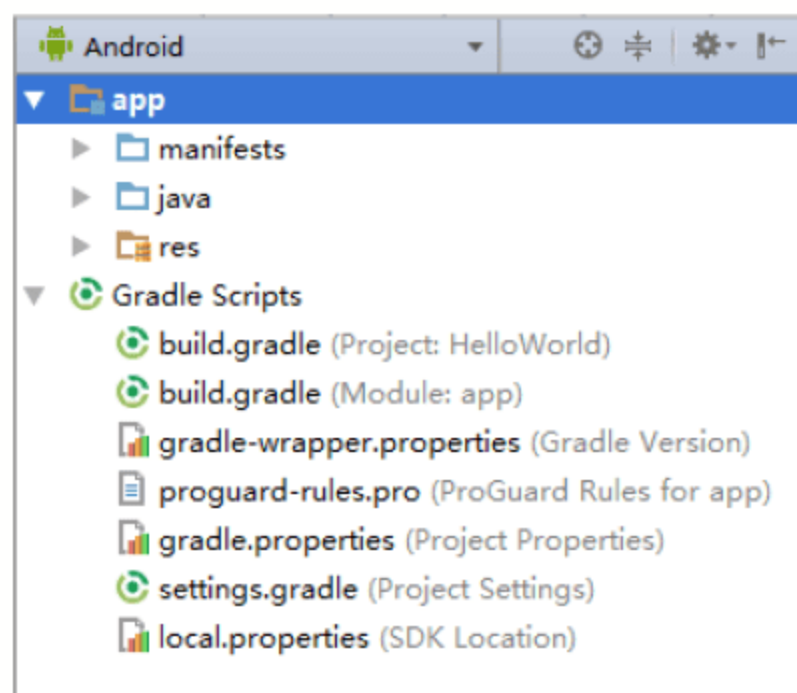 Android
app
manifests
java
res
Gradle Scripts
build.gradle (Project: HelloWorld)
build.gradle (Module: app)
gradle-wrapper.properties (Gradle Version)
proguard-rules.pro (ProGuard Rules for app)
gradle.properties (Project Properties)
settings.gradle (Project Settings)
local.properties (SDK Location)